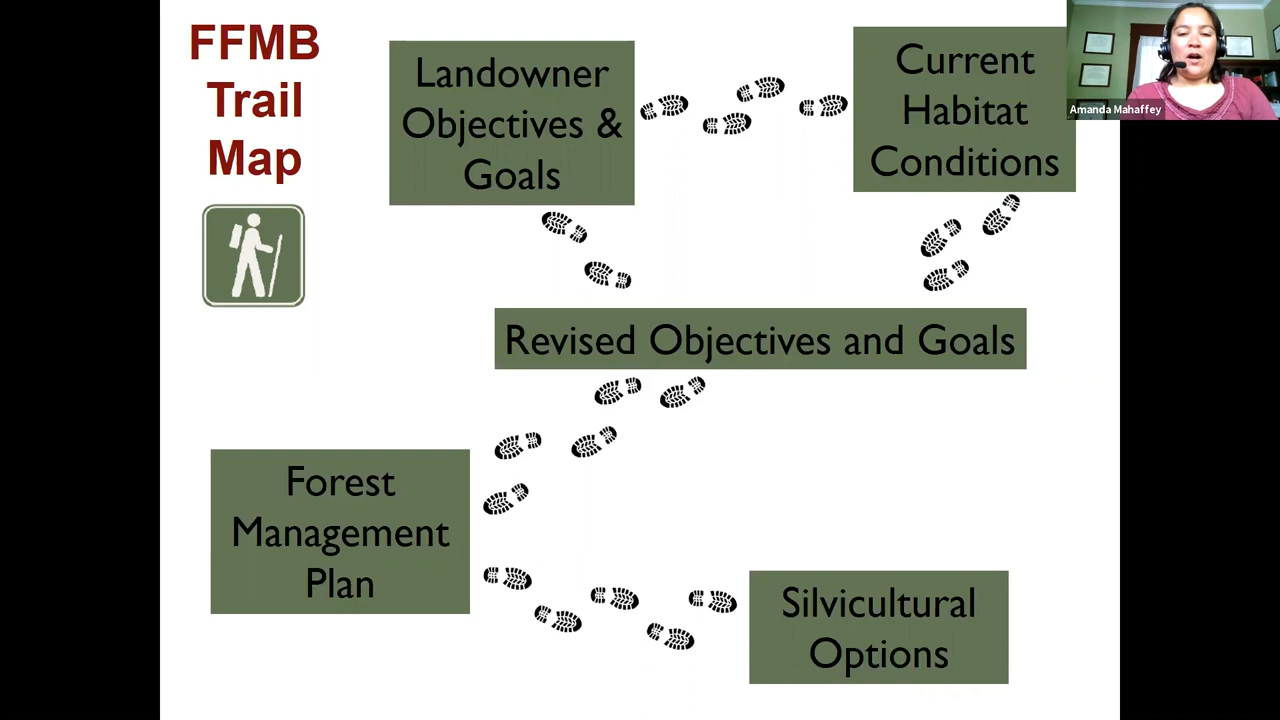 FFMB
Trail
Map
Landowner
Objectives &
Goals
Current
Habitat
Conditions
Amanda Mahaffey
Revised Objectives and Goals
Forest
Management
Plan
Silvicultural
Options